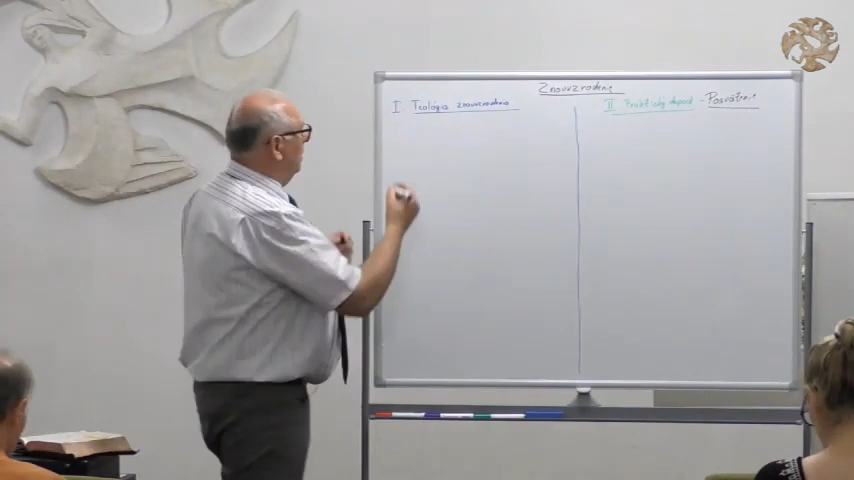 Znovuzrodenie
I Teológia znovuzrodenia
II Praktický dopad - Posvätenie